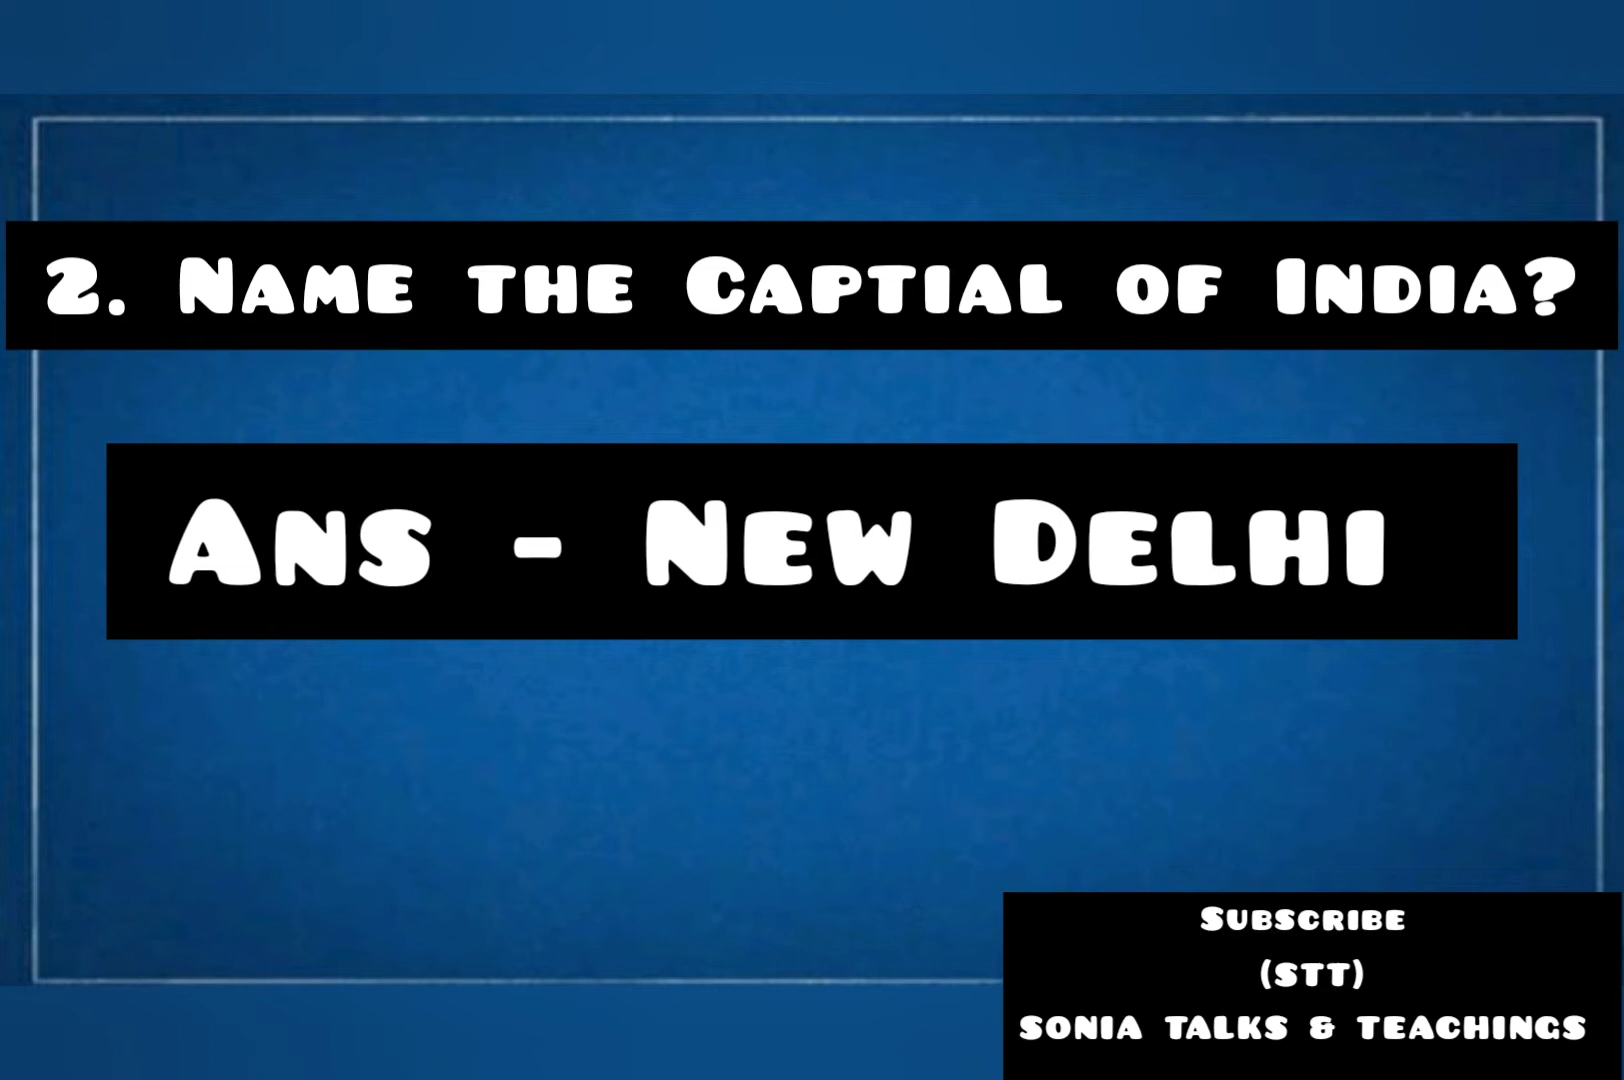 2. Name the Captial of India?
Ans - New Delhi
Subscribe
(STT)
SONIA TALKS & TEACHINGS